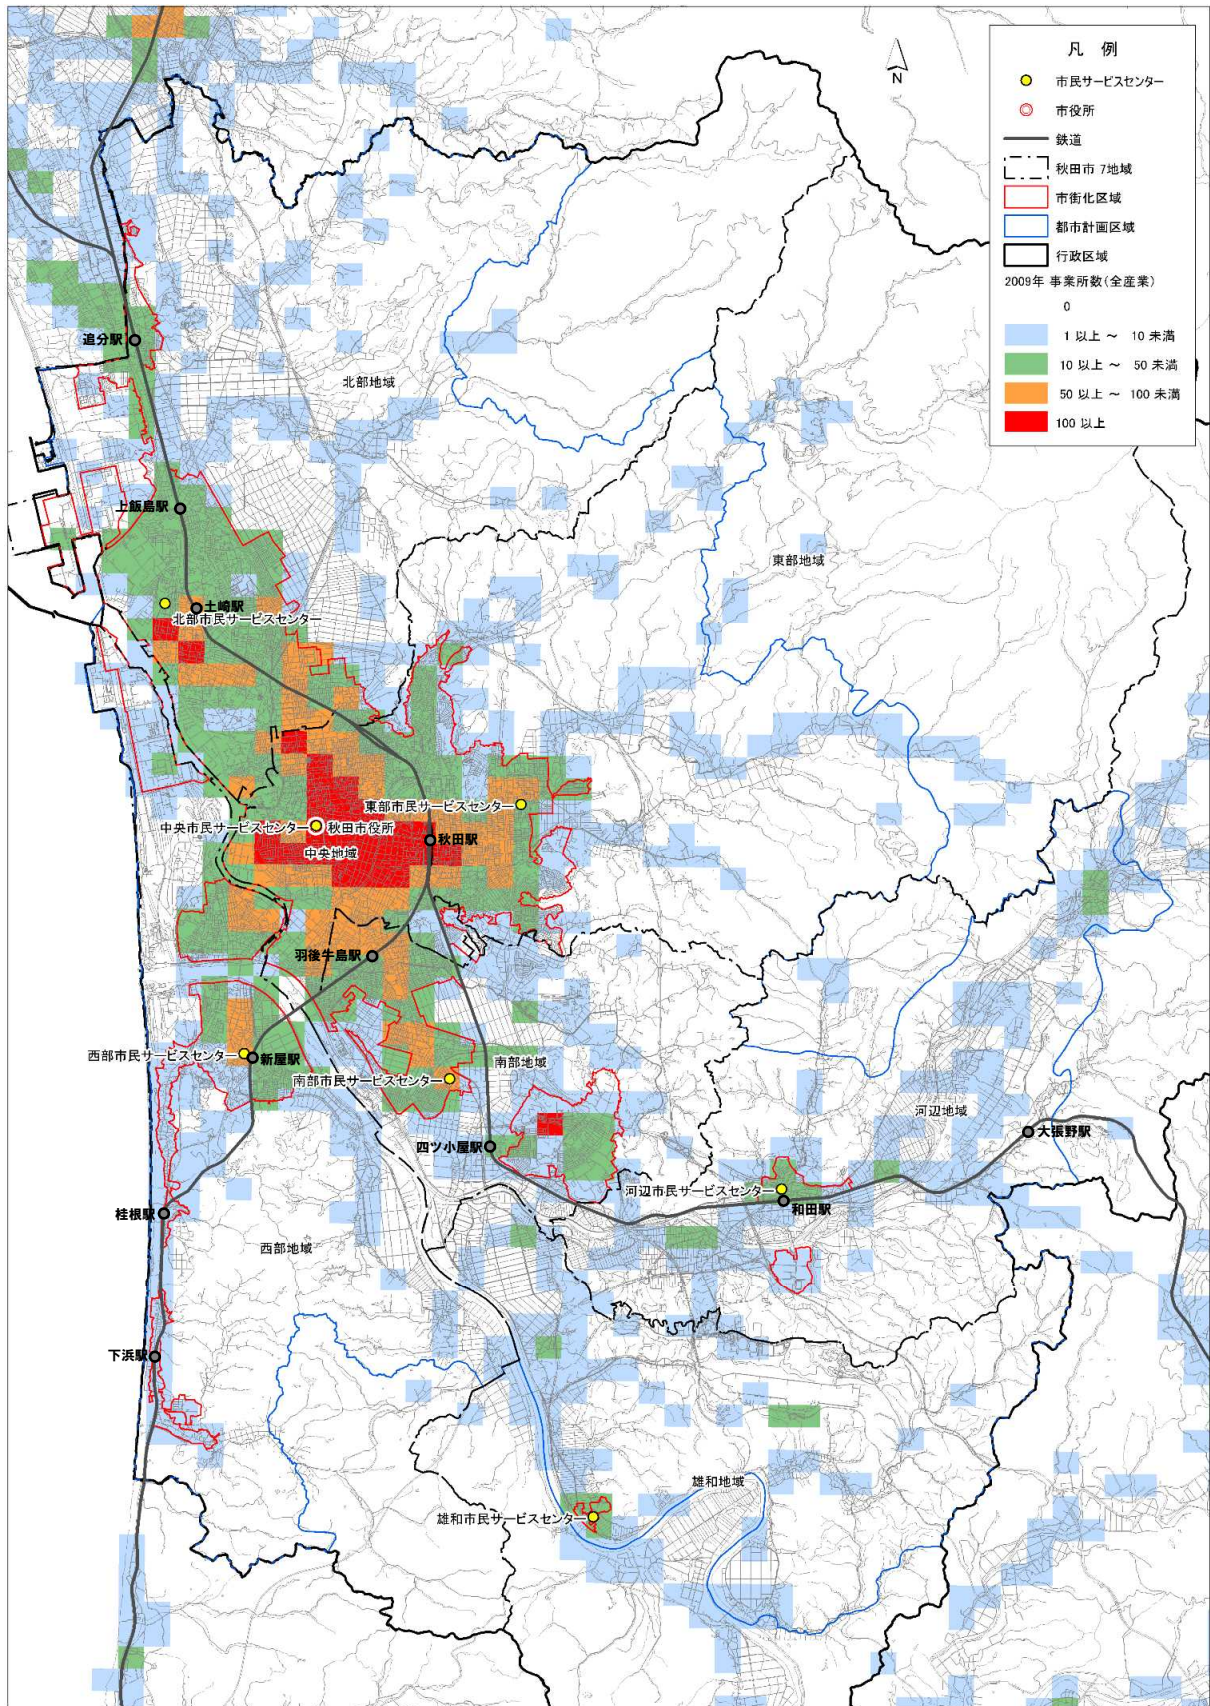 凡 例
市民サービスセンター
市役所
鉄道
秋田市 7地域
市街化区域
都市計画区域
行政区域
2009年 事業所数(全産業)
0
1 以上 ～ 10 未満
10 以上 ～ 50 未満
50 以上 ～ 100 未満
100 以上
N
追分駅
北部地域
上飯島駅
東部地域
土崎駅
北部市民サービスセンター
東部市民サービスセンター
中央市民サービスセンター
秋田市役所
秋田駅
中央地域
羽後牛島駅
西部市民サービスセンター
新屋駅
南部地域
南部市民サービスセンター
河辺地域
大張野駅
四ツ小屋駅
河辺市民サービスセンター
和田駅
桂根駅
西部地域
下浜駅
雄和地域
雄和市民サービスセンター